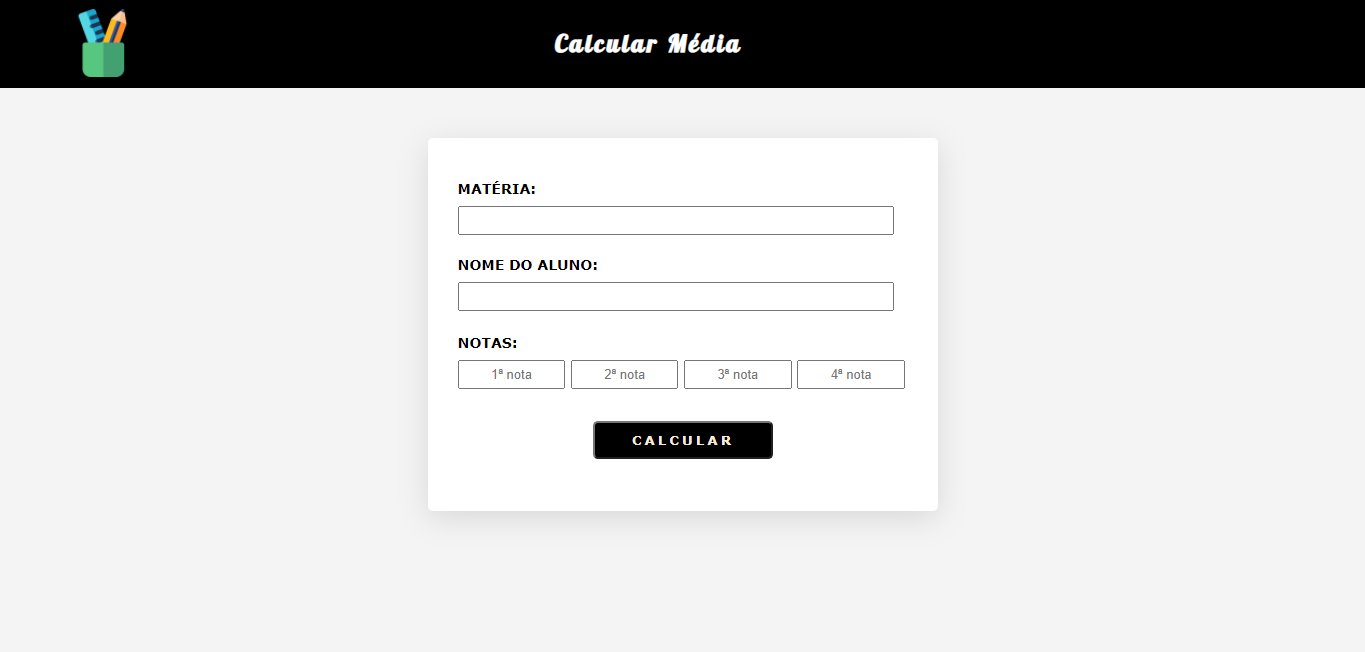 Calcular Média
MATÉRIA:
NOME DO ALUNO:
NOTAS:
1ª nota 2ª nota 3ª nota 4ª nota
CALCULAR